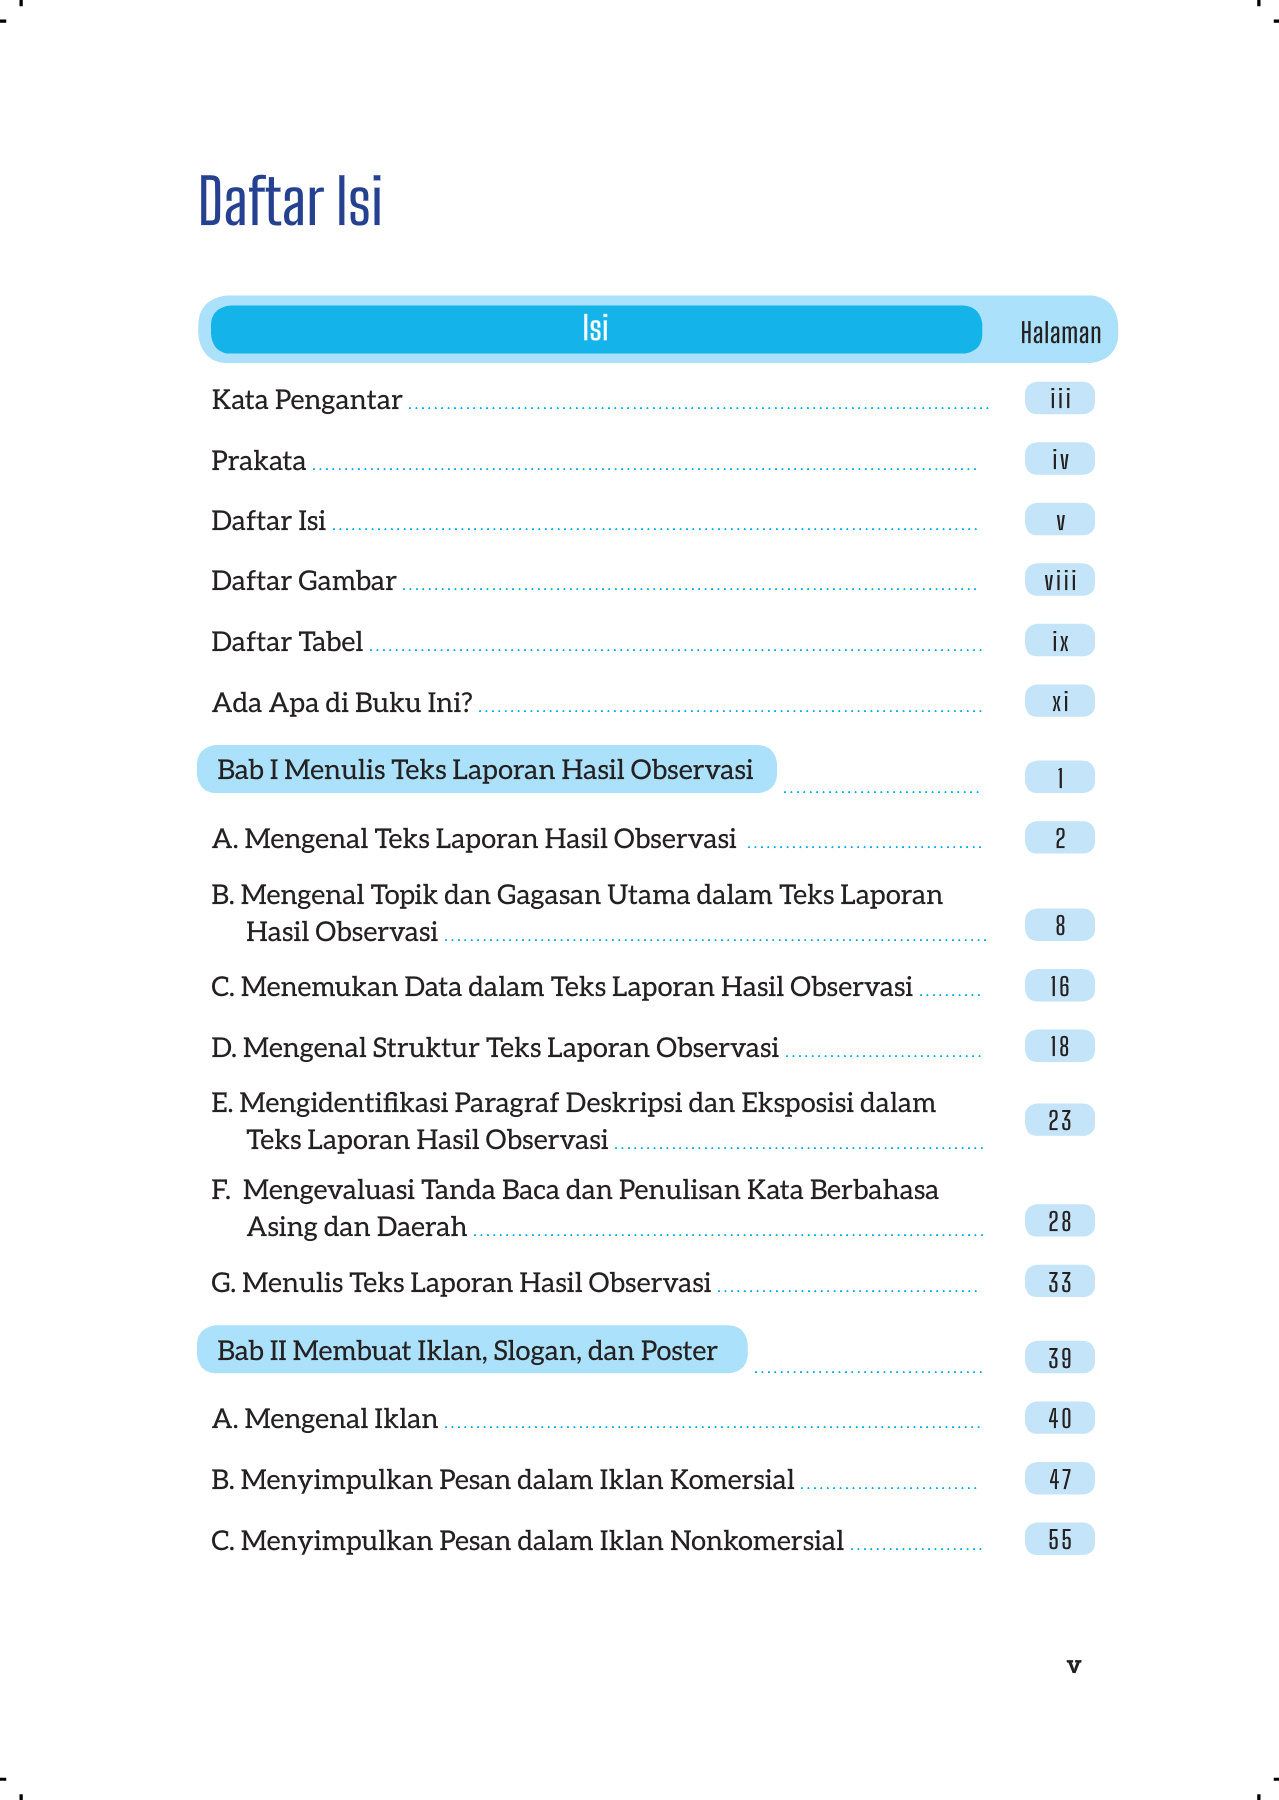 Daftar Isi
Isi Halaman
Kata Pengantar ........................................................................................... iii
Prakata ........................................................................................................ iv
Daftar Isi ..................................................................................................... v
Daftar Gambar .......................................................................................... viii
Daftar Tabel ................................................................................................ ix
Ada Apa di Buku Ini? ............................................................................... xi
Bab I Menulis Teks Laporan Hasil Observasi ............................... 1
A. Mengenal Teks Laporan Hasil Observasi ..................................... 2
B. Mengenal Topik dan Gagasan Utama dalam Teks Laporan
Hasil Observasi ..................................................................................... 8
C. Menemukan Data dalam Teks Laporan Hasil Observasi .......... 16
D. Mengenal Struktur Teks Laporan Observasi ............................... 18
E. Mengidentifikasi Paragraf Deskripsi dan Eksposisi dalam
Teks Laporan Hasil Observasi .......................................................... 23
F. Mengevaluasi Tanda Baca dan Penulisan Kata Berbahasa
Asing dan Daerah ................................................................................ 28
G. Menulis Teks Laporan Hasil Observasi ......................................... 33
Bab II Membuat Iklan, Slogan, dan Poster .................................... 39
A. Mengenal Iklan .................................................................................... 40
B. Menyimpulkan Pesan dalam Iklan Komersial ............................ 47
C. Menyimpulkan Pesan dalam Iklan Nonkomersial ..................... 55
v